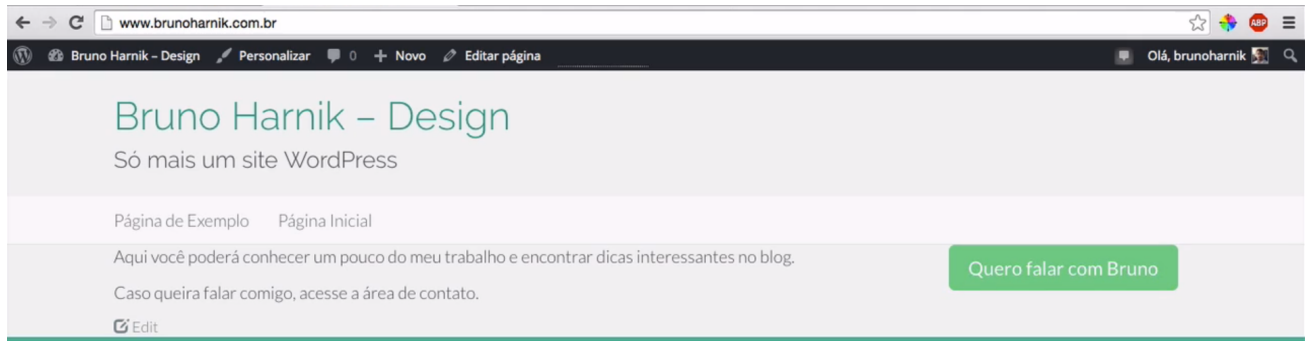 www.brunoharnik.com.br
ABP
Bruno Harnik – Design Personalizar 0 Novo Editar página Olá, brunoharnik
Bruno Harnik – Design
Só mais um site WordPress
Página de Exemplo Página Inicial
Aqui você poderá conhecer um pouco do meu trabalho e encontrar dicas interessantes no blog.
Quero falar com Bruno
Caso queira falar comigo, acesse a área de contato.
Edit